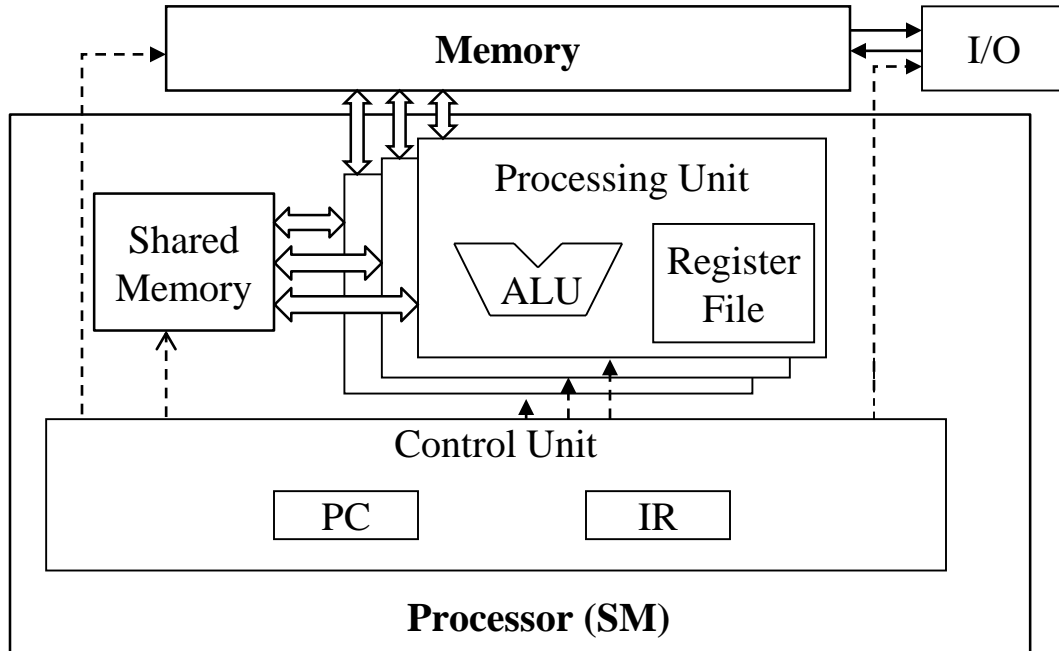 Memory
I/O
Processing Unit
Shared
Memory
ALU
Register
File
Control Unit
PC
IR
Processor (SM)